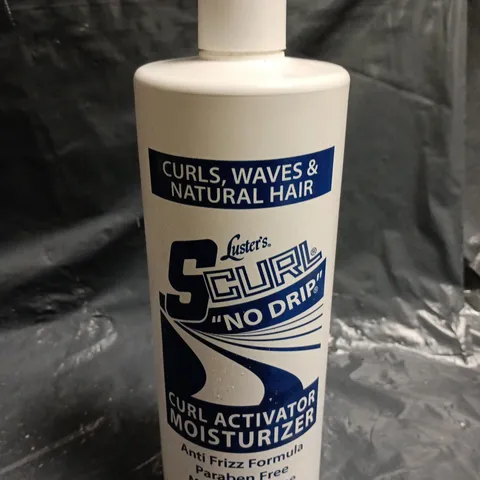 CURLS, WAVES &
NATURAL HAIR
Luster's®
SCURL®
"NO DRIP"®
CURL ACTIVATOR
MOISTURIZER
Anti Frizz Formula
Paraben Free